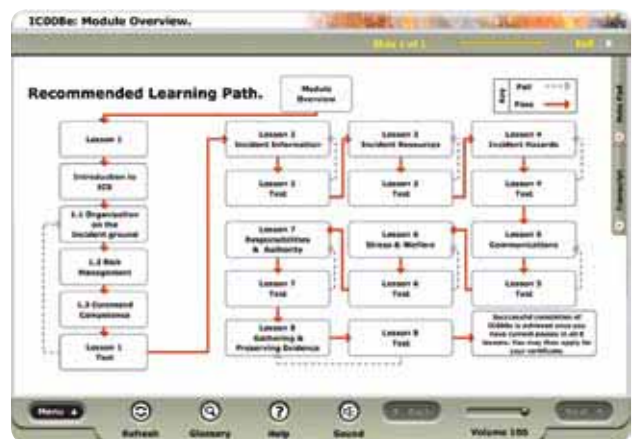 IC008e: Module Overview.
Slide 1 of 1
Exit X
Recommended Learning Path.
Module
Overview
Key
Fail
Pass
Note Pad
Transcript
Lesson 1
Introduction to
ICS
1.1 Organisation
on the
Incident ground
1.2 Risk
Management
1.3 Command
Competence
Lesson 1
Test
Lesson 2
Incident Information
Lesson 3
Incident Resources
Lesson 4
Incident Hazards
Lesson 2
Test
Lesson 3
Test
Lesson 4
Test
Lesson 7
Responsibilities
& Authority
Lesson 6
Stress & Welfare
Lesson 5
Communications
Lesson 7
Test
Lesson 6
Test
Lesson 5
Test
Lesson 8
Gathering &
Preserving Evidence
Lesson 8
Test
Successful completion of
IC008e is achieved once you
have current passes in all 8
lessons. You may then apply for
your certificate.
Menu
Refresh
Glossary
Help
Sound
Back
Volume 100
Next